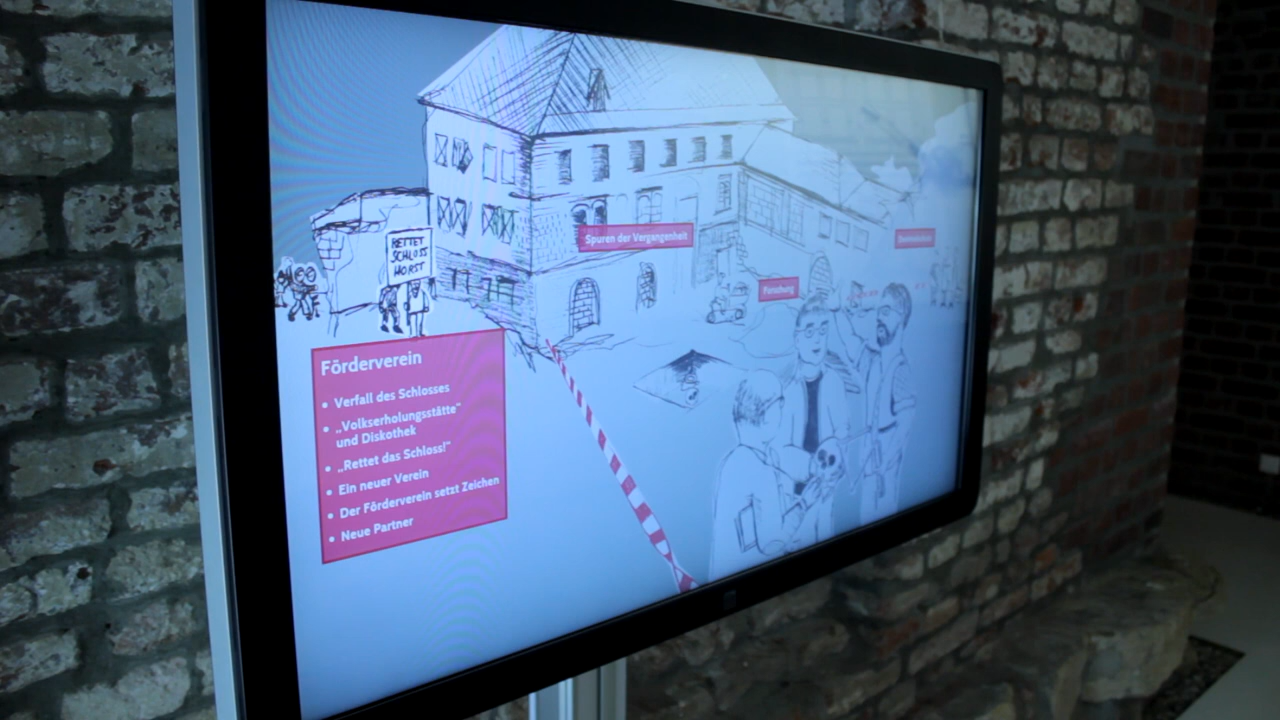 RETTET
SCHLOSS
HORST
Spuren der Vergangenheit
Forschung
Förderverein
• Verfall des Schlosses
• „Volkserholungsstätte“
und Diskothek
• „Rettet das Schloss!“
• Ein neuer Verein
• Der Förderverein setzt Zeichen
• Neue Partner